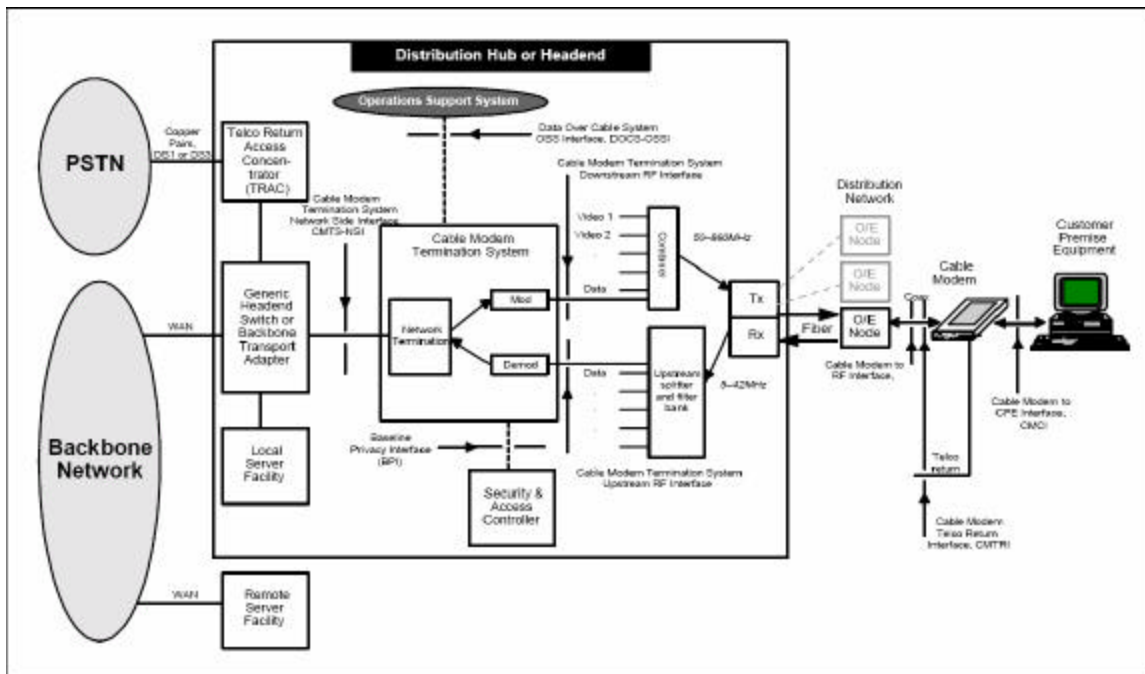 Distribution Hub or Headend
Operations Support System
Copper
Pairs,
DS1 or DS3
PSTN
Telco Return
Access
Concen-
trator
(TRAC)
Data Over Cable System
OSS Interface, DOCS-OSSI
Cable Modem Termination System
Downstream RF Interface
Cable Modem
Termination System
Network Side Interface
CMTS-NSI
Cable Modem
Termination System
Video 1
Video 2
Data
Combiner
Distribution
Network
O/E
Node
O/E
Node
O/E
Node
Customer
Premise
Equipment
Cable
Modem
Mod
Network
Termination
Demod
Tx
Rx
Fiber
Coax
WAN
Generic
Headend
Switch or
Backbone
Transport
Adapter
Data
Upstream
splitter
and filter
bank
Cable Modem to
RF Interface,
Cable Modem to
CPE Interface,
CMCI
Backbone
Network
Local
Server
Facility
Baseline
Privacy Interface
(BPI)
Cable Modem Termination System
Upstream RF Interface
Security &
Access
Controller
Telco
return
Cable Modem
Telco Return
Interface, CMTRI
WAN
Remote
Server
Facility